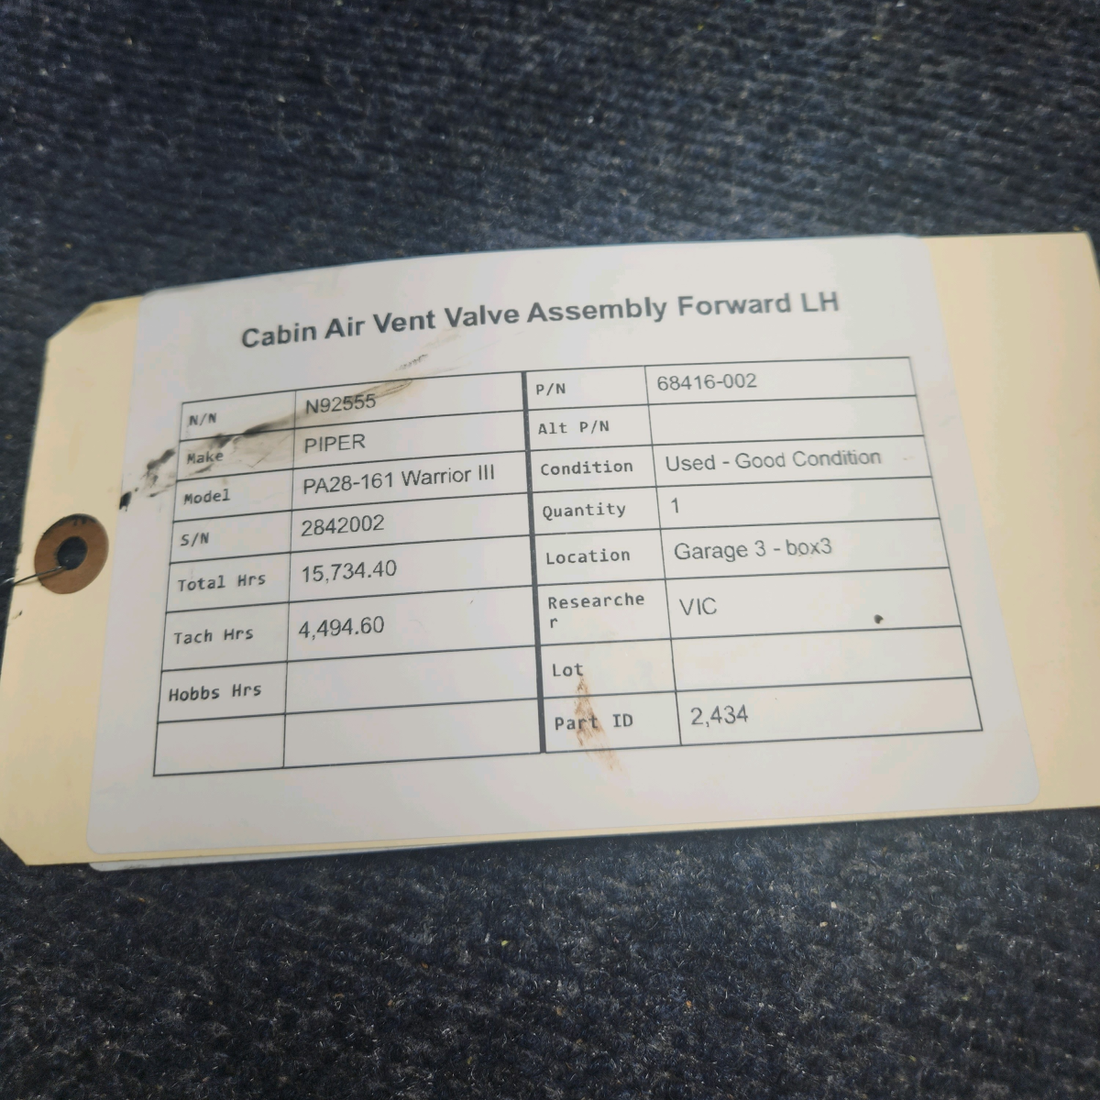 Cabin Air Vent Valve Assembly Forward LH
N/N N92555
Make PIPER
Model PA28-161 Warrior III
S/N 2842002
Total Hrs 15,734.40
Tach Hrs 4,494.60
Hobbs Hrs
P/N 68416-002
Alt P/N
Condition Used - Good Condition
Quantity 1
Location Garage 3 - box3
Researche
r VIC
Lot
Part ID 2,434